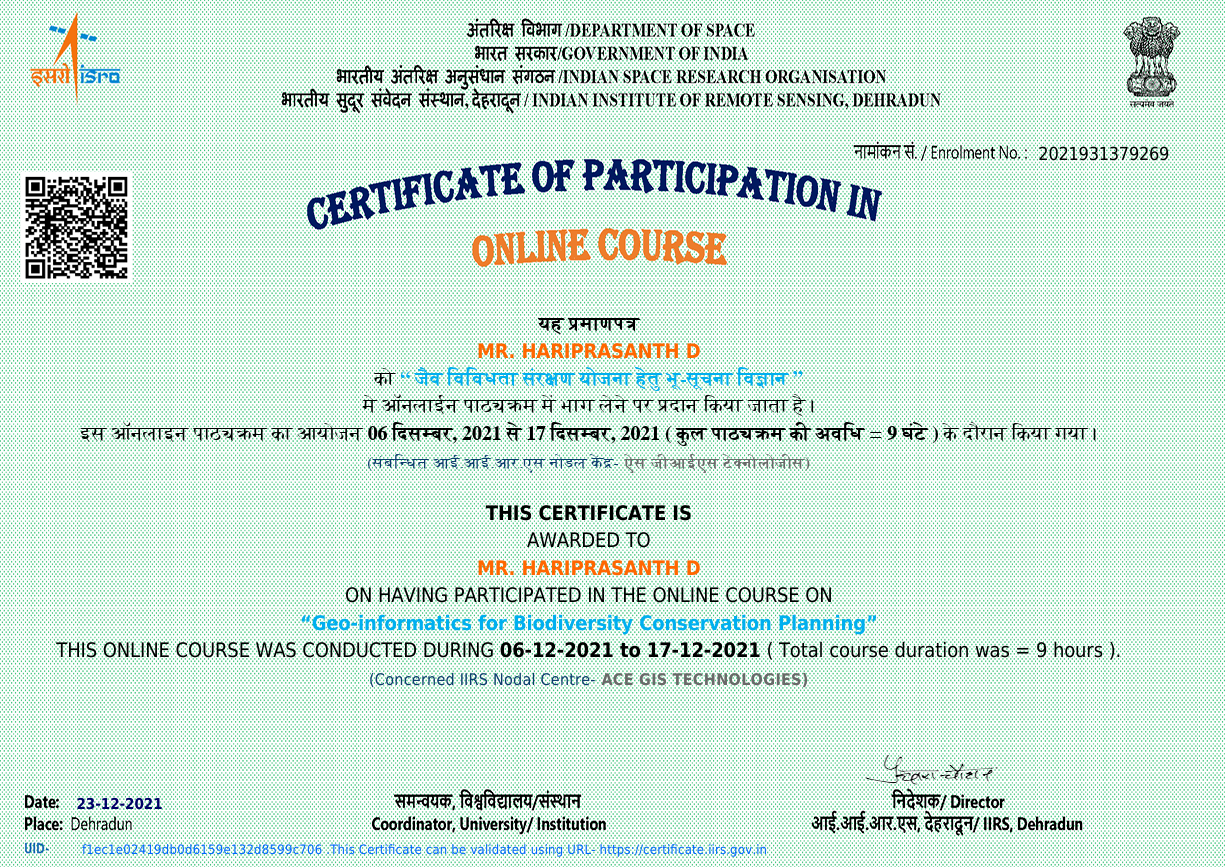 इसरो isro
अंतरिक्ष विभाग /DEPARTMENT OF SPACE
भारत सरकार/GOVERNMENT OF INDIA
भारतीय अंतरिक्ष अनुसंधान संगठन /INDIAN SPACE RESEARCH ORGANISATION
भारतीय सुदूर संवेदन संस्थान, देहरादून / INDIAN INSTITUTE OF REMOTE SENSING, DEHRADUN
सत्यमेव जयते
नामांकन सं. / Enrolment No. : 2021931379269
CERTIFICATE OF PARTICIPATION IN
ONLINE COURSE
यह प्रमाणपत्र
MR. HARIPRASANTH D
को “ जैव विविधता संरक्षण योजना हेतु भू-सूचना विज्ञान ”
मे ऑनलाईन पाठ्यक्रम में भाग लेने पर प्रदान किया जाता है।
इस ऑनलाइन पाठ्यक्रम का आयोजन 06 दिसम्बर, 2021 से 17 दिसम्बर, 2021 ( कुल पाठ्यक्रम की अवधि = 9 घंटे ) के दौरान किया गया।
(संबन्धित आई.आई.आर.एस नोडल केंद्र- ऐस जीआईएस टेक्नोलोजीस)
THIS CERTIFICATE IS
AWARDED TO
MR. HARIPRASANTH D
ON HAVING PARTICIPATED IN THE ONLINE COURSE ON
“Geo-informatics for Biodiversity Conservation Planning”
THIS ONLINE COURSE WAS CONDUCTED DURING 06-12-2021 to 17-12-2021 ( Total course duration was = 9 hours ).
(Concerned IIRS Nodal Centre- ACE GIS TECHNOLOGIES)
Date: 23-12-2021
समन्वयक, विश्वविद्यालय/संस्थान
निदेशक/ Director
Place: Dehradun
Coordinator, University/ Institution
आई.आई.आर.एस, देहरादून/ IIRS, Dehradun
UID- f1ec1e02419db0d6159e132d8599c706 .This Certificate can be validated using URL- https://certificate.iirs.gov.in